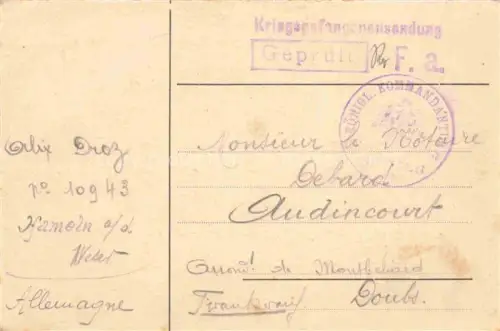 Kriegsgefangenensendung
Geprüft F. a.
KÖNIGL. KOMMANDANTUR
Monsieur le Notaire
Debard
Audincourt
Arrond! de Montbéliard
Frankreich Doubs.
Alix Droz
No 10943
Hameln a/d.
Weser
Allemagne